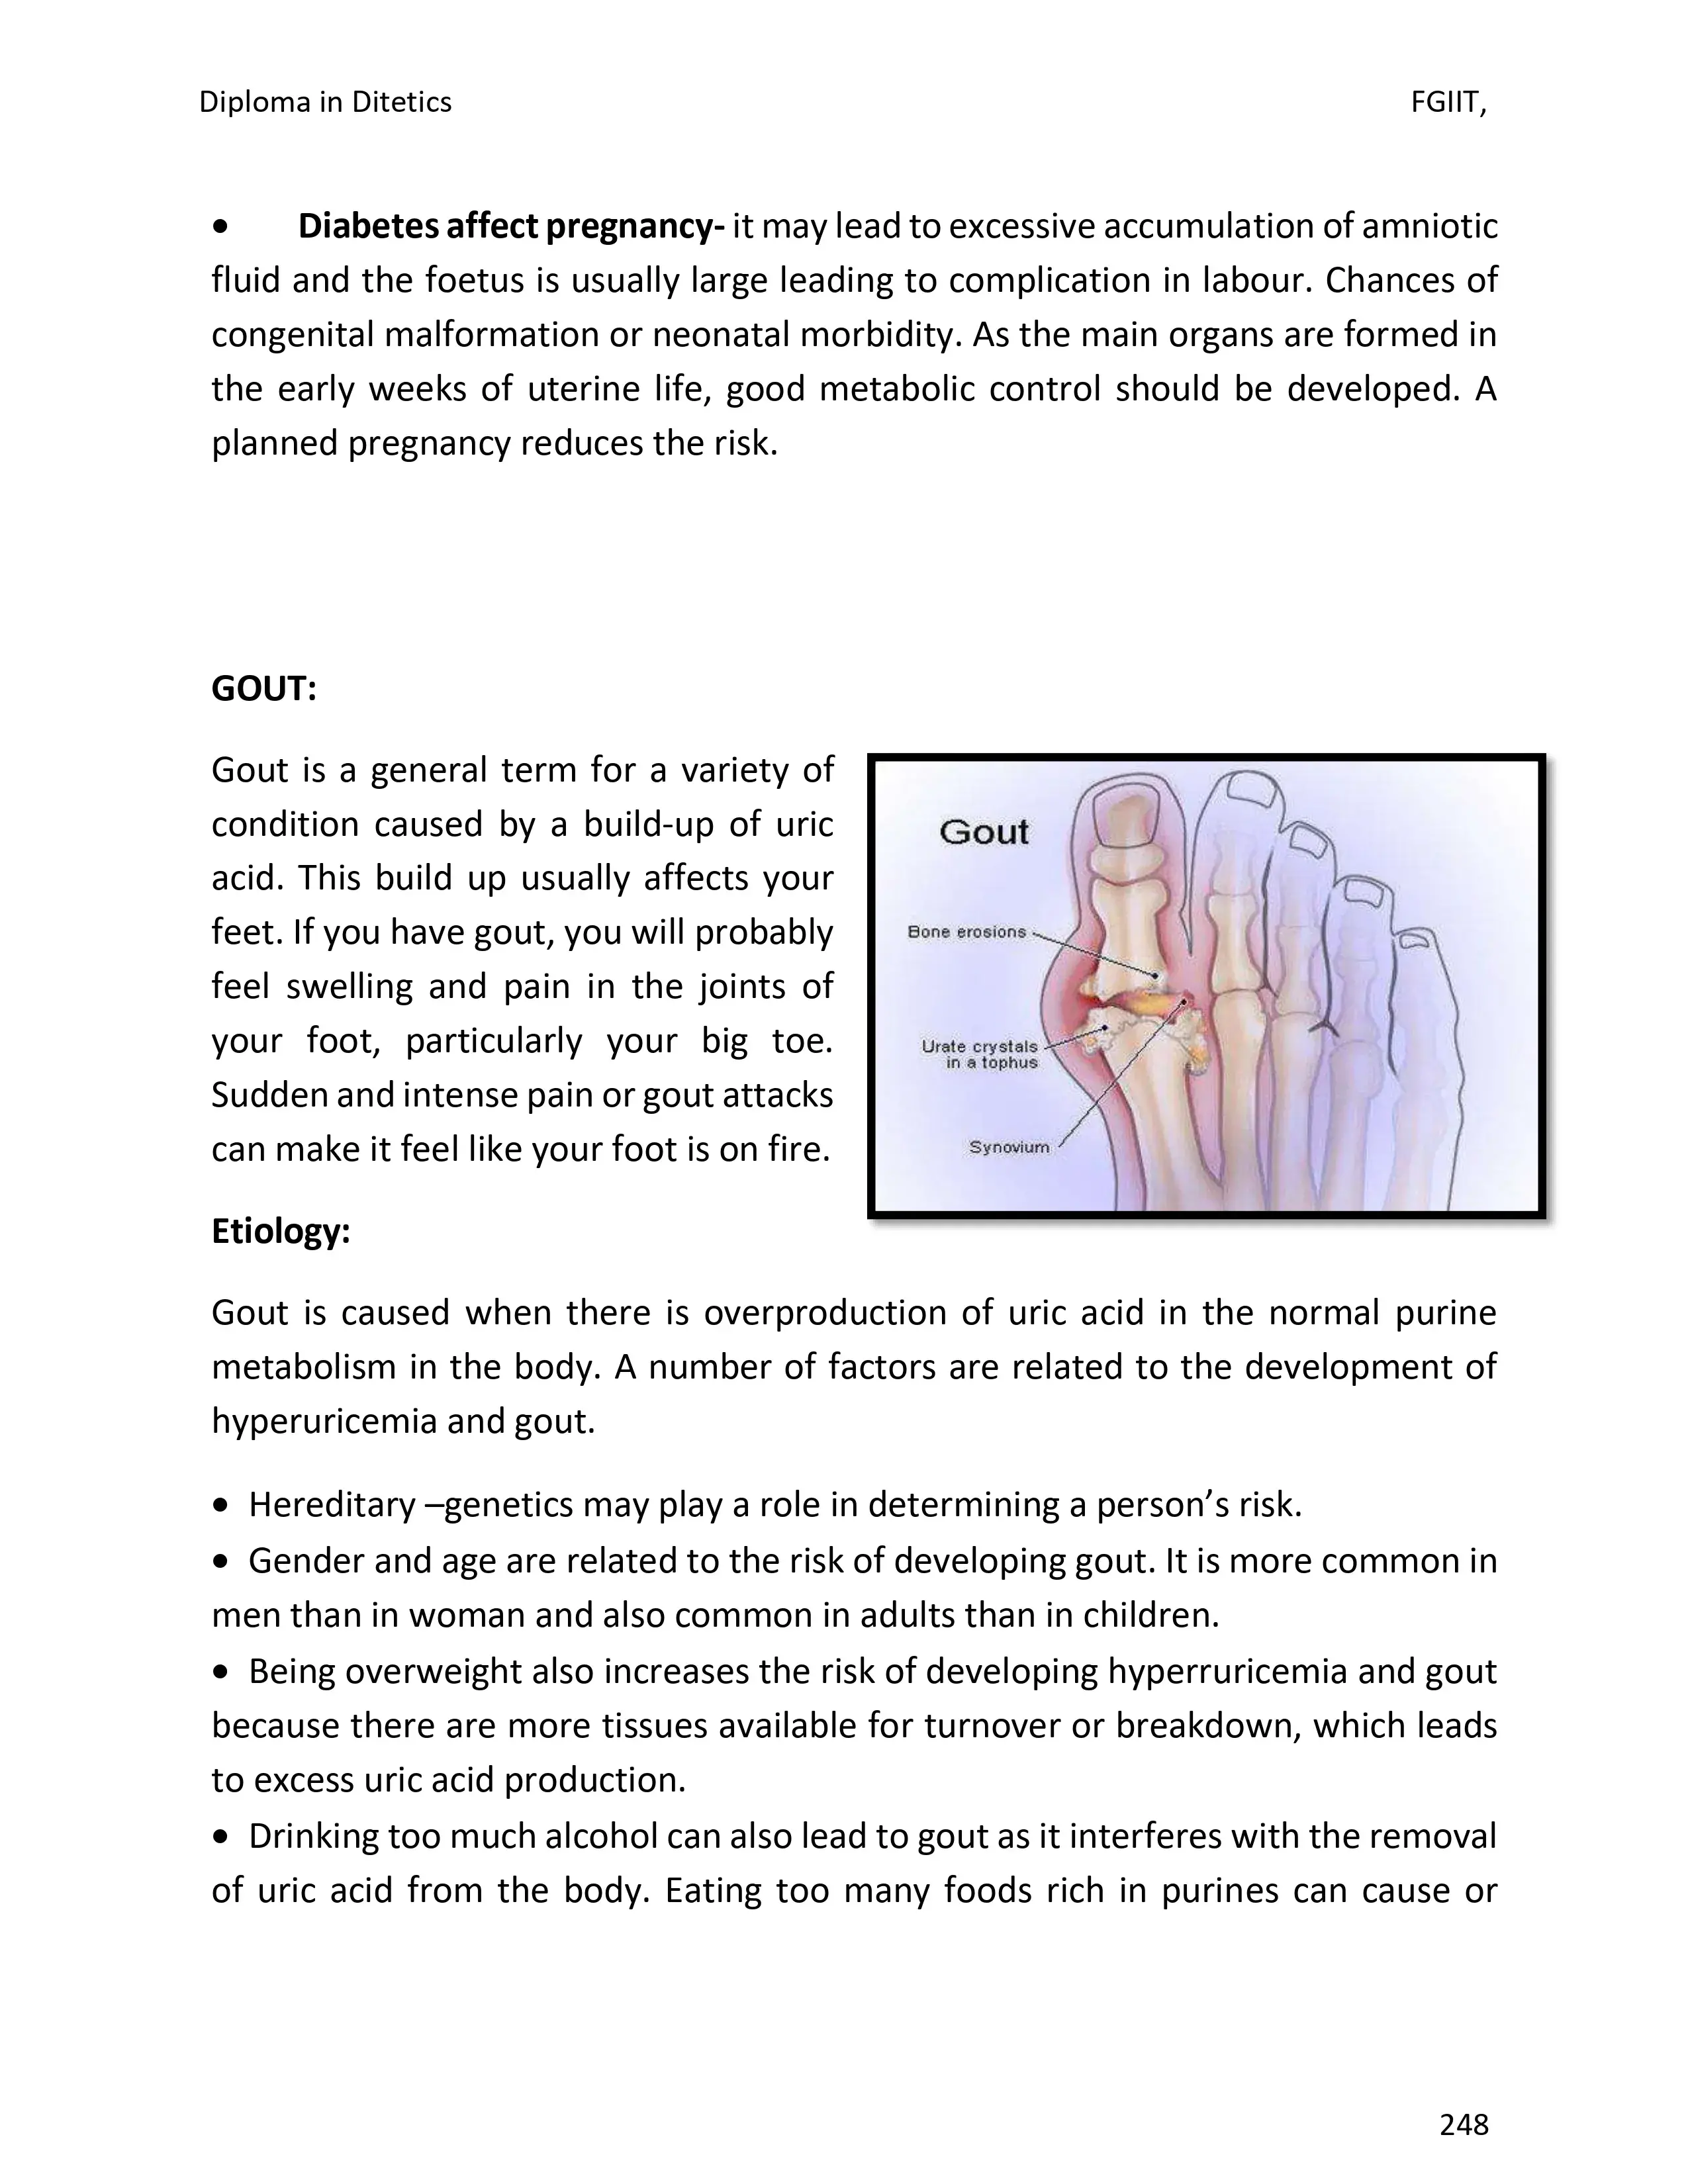 Diploma in Ditetics
FGIIT,
• Diabetes affect pregnancy- it may lead to excessive accumulation of amniotic
fluid and the foetus is usually large leading to complication in labour. Chances of
congenital malformation or neonatal morbidity. As the main organs are formed in
the early weeks of uterine life, good metabolic control should be developed. A
planned pregnancy reduces the risk.
GOUT:
Gout is a general term for a variety of
condition caused by a build-up of uric
acid. This build up usually affects your
feet. If you have gout, you will probably
feel swelling and pain in the joints of
your foot, particularly your big toe.
Sudden and intense pain or gout attacks
can make it feel like your foot is on fire.
Gout
Bone erosions
Urate crystals
in a tophus
Synovium
Etiology:
Gout is caused when there is overproduction of uric acid in the normal purine
metabolism in the body. A number of factors are related to the development of
hyperuricemia and gout.
• Hereditary –genetics may play a role in determining a person’s risk.
• Gender and age are related to the risk of developing gout. It is more common in
men than in woman and also common in adults than in children.
• Being overweight also increases the risk of developing hyperruricemia and gout
because there are more tissues available for turnover or breakdown, which leads
to excess uric acid production.
• Drinking too much alcohol can also lead to gout as it interferes with the removal
of uric acid from the body. Eating too many foods rich in purines can cause or
248